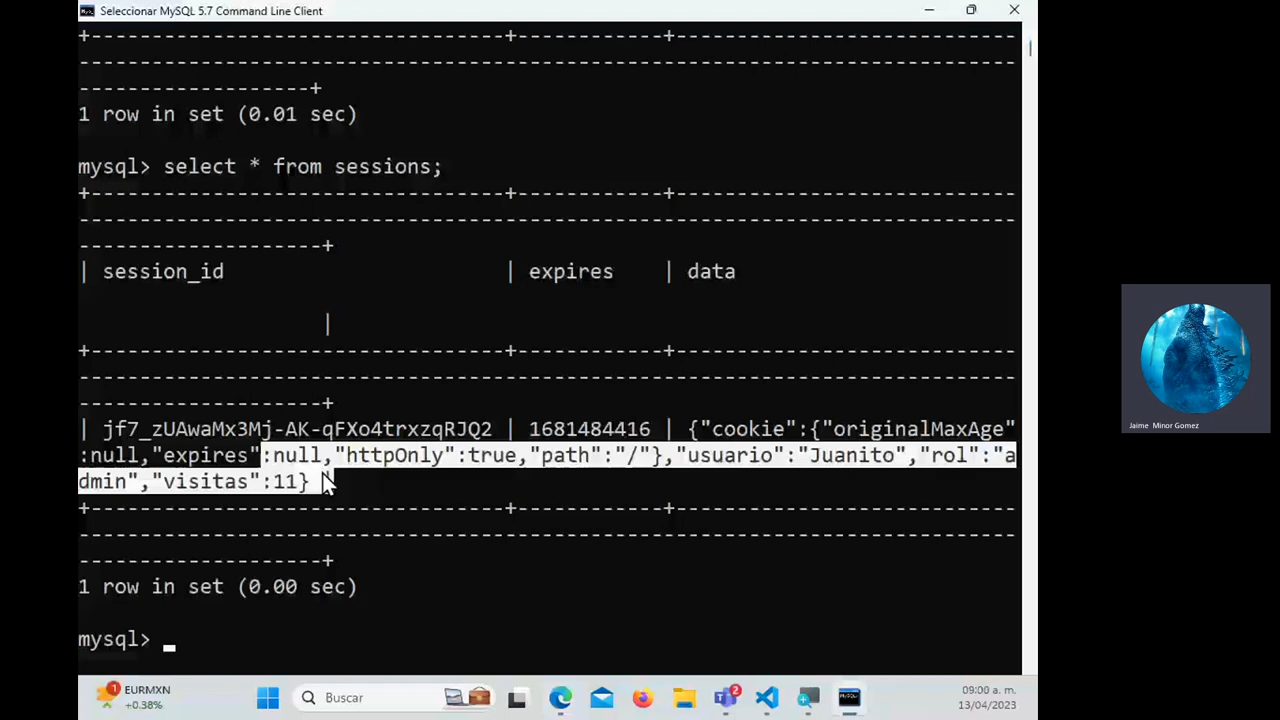 Seleccionar MySQL 5.7 Command Line Client
+-----------------------------------+-----------+-----------------------------------
-------------------------------------------------------------------------------------
-------------------+
1 row in set (0.01 sec)
mysql> select * from sessions;
+-----------------------------------+-----------+-----------------------------------
-------------------------------------------------------------------------------------
--------------------+
| session_id | expires | data
|
+-----------------------------------+-----------+-----------------------------------
-------------------------------------------------------------------------------------
--------------------+
| jf7_zUAwaMx3Mj-AK-qFXo4trxzqRJQ2 | 1681484416 | {"cookie":{"originalMaxAge"
:null,"expires":null,"httpOnly":true,"path":"/"},"usuario":"Juanito","rol":"a
dmin","visitas":11}
+-----------------------------------+-----------+-----------------------------------
-------------------------------------------------------------------------------------
--------------------+
1 row in set (0.00 sec)
mysql>
Jaime Minor Gomez
1
EURMXN
+0.38%
Buscar
2
09:00 a. m.
13/04/2023